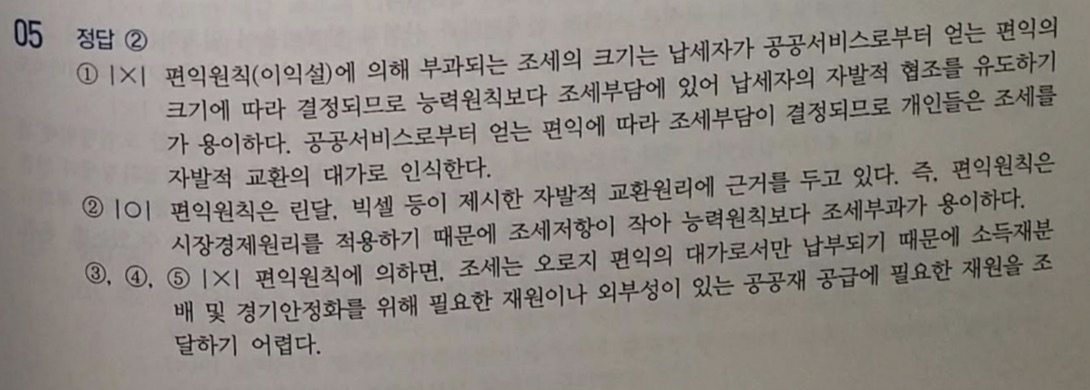 05 정답 ②
① |×| 편익원칙(이익설)에 의해 부과되는 조세의 크기는 납세자가 공공서비스로부터 얻는 편익의
크기에 따라 결정되므로 능력원칙보다 조세부담에 있어 납세자의 자발적 협조를 유도하기
가 용이하다. 공공서비스로부터 얻는 편익에 따라 조세부담이 결정되므로 개인들은 조세를
자발적 교환의 대가로 인식한다.
② |○| 편익원칙은 린달, 빅셀 등이 제시한 자발적 교환원리에 근거를 두고 있다. 즉, 편익원칙은
시장경제원리를 적용하기 때문에 조세저항이 작아 능력원칙보다 조세부과가 용이하다.
③, ④, ⑤ |×| 편익원칙에 의하면, 조세는 오로지 편익의 대가로서만 납부되기 때문에 소득재분
배 및 경기안정화를 위해 필요한 재원이나 외부성이 있는 공공재 공급에 필요한 재원을 조
달하기 어렵다.